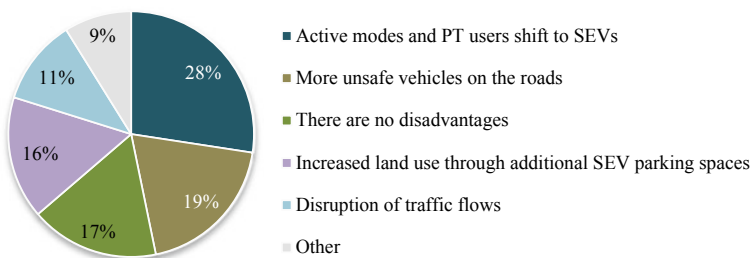 9%
28%
11%
16%
19%
17%
Active modes and PT users shift to SEVs
More unsafe vehicles on the roads
There are no disadvantages
Increased land use through additional SEV parking spaces
Disruption of traffic flows
Other